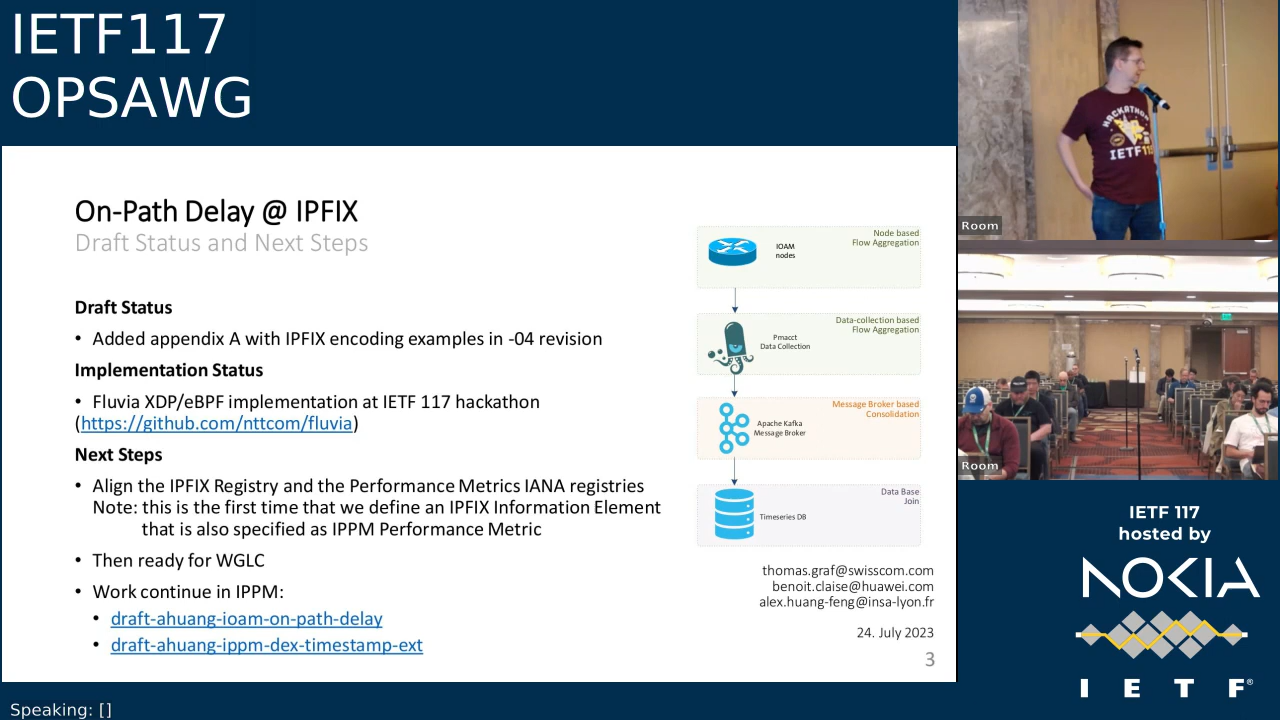 IETF117
OPSAWG
On-Path Delay @ IPFIX
Draft Status and Next Steps
Draft Status
• Added appendix A with IPFIX encoding examples in -04 revision
Implementation Status
• Fluvia XDP/eBPF implementation at IETF 117 hackathon
(https://github.com/nttcom/fluvia)
Next Steps
• Align the IPFIX Registry and the Performance Metrics IANA registries
Note: this is the first time that we define an IPFIX Information Element
that is also specified as IPPM Performance Metric
• Then ready for WGLC
• Work continue in IPPM:
• draft-ahuang-ioam-on-path-delay
• draft-ahuang-ippm-dex-timestamp-ext
Node based
Flow Aggregation
IOAM
nodes
Data-collection based
Flow Aggregation
Pmacct
Data Collection
Message Broker based
Consolidation
Apache Kafka
Message Broker
Data Base
Join
Timeseries DB
thomas.graf@swisscom.com
benoit.claise@huawei.com
alex.huang-feng@insa-lyon.fr
24. July 2023
3
HACKATHON
IETF
Room
Room
IETF 117
hosted by
NOKIA
I E T F®
Speaking: []